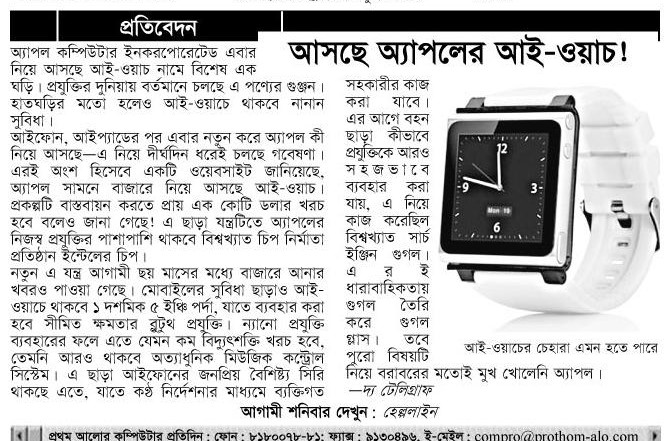 প্রতিবেদন
আসছে অ্যাপলের আই-ওয়াচ!
অ্যাপল কম্পিউটার ইনকরপোরেটেড এবার
নিয়ে আসছে আই-ওয়াচ নামে বিশেষ এক
ঘড়ি। প্রযুক্তির দুনিয়ায় বর্তমানে চলছে এ পণ্যের গুঞ্জন।
হাতঘড়ির মতো হলেও আই-ওয়াচে থাকবে নানান
সুবিধা।
আইফোন, আইপ্যাডের পর এবার নতুন করে অ্যাপল কী
নিয়ে আসছে—এ নিয়ে দীর্ঘদিন ধরেই চলছে গবেষণা।
এরই অংশ হিসেবে একটি ওয়েবসাইট জানিয়েছে,
অ্যাপল সামনে বাজারে নিয়ে আসছে আই-ওয়াচ।
প্রকল্পটি বাস্তবায়ন করতে প্রায় এক কোটি ডলার খরচ
হবে বলেও জানা গেছে! এ ছাড়া যন্ত্রটিতে অ্যাপলের
নিজস্ব প্রযুক্তির পাশাপাশি থাকবে বিশ্বখ্যাত চিপ নির্মাতা
প্রতিষ্ঠান ইন্টেলের চিপ।
নতুন এ যন্ত্র আগামী ছয় মাসের মধ্যে বাজারে আনার
খবরও পাওয়া গেছে। মোবাইলের সুবিধা ছাড়াও আই-
ওয়াচে থাকবে ১ দশমিক ৫ ইঞ্চি পর্দা, যাতে ব্যবহার করা
হবে সীমিত ক্ষমতার ব্লুটুথ প্রযুক্তি। ন্যানো প্রযুক্তি
ব্যবহারের ফলে এতে যেমন কম বিদ্যুৎশক্তি খরচ হবে,
তেমনি আরও থাকবে অত্যাধুনিক মিউজিক কন্ট্রোল
সিস্টেম। এ ছাড়া আইফোনের জনপ্রিয় বৈশিষ্ট্য সিরি
থাকছে এতে, যাতে কণ্ঠ নির্দেশনার মাধ্যমে ব্যক্তিগত
সহকারীর কাজ
করা যাবে।
এর আগে বহন
ছাড়া কীভাবে
প্রযুক্তিকে আরও
সহজভাবে
ব্যবহার করা
যায়, এ নিয়ে
কাজ করেছিল
বিশ্বখ্যাত সার্চ
ইঞ্জিন গুগল।
এরই
ধারাবাহিকতায়
গুগল তৈরি
করে গুগল
গ্লাস। তবে
পুরো বিষয়টি
নিয়ে বরাবরের মতোই মুখ খোলেনি অ্যাপল।
—দ্য টেলিগ্রাফ
12
9
3
6
Mon 10
আই-ওয়াচের চেহারা এমন হতে পারে
আগামী শনিবার দেখুন : হেল্পলাইন
প্রথম আলোর কম্পিউটার প্রতিদিন : ফোন : ৮১৮০০৭৮-৮১; ফ্যাক্স : ৯১৩০৪৯৬, ই-মেইল : compro@prothom-alo.com